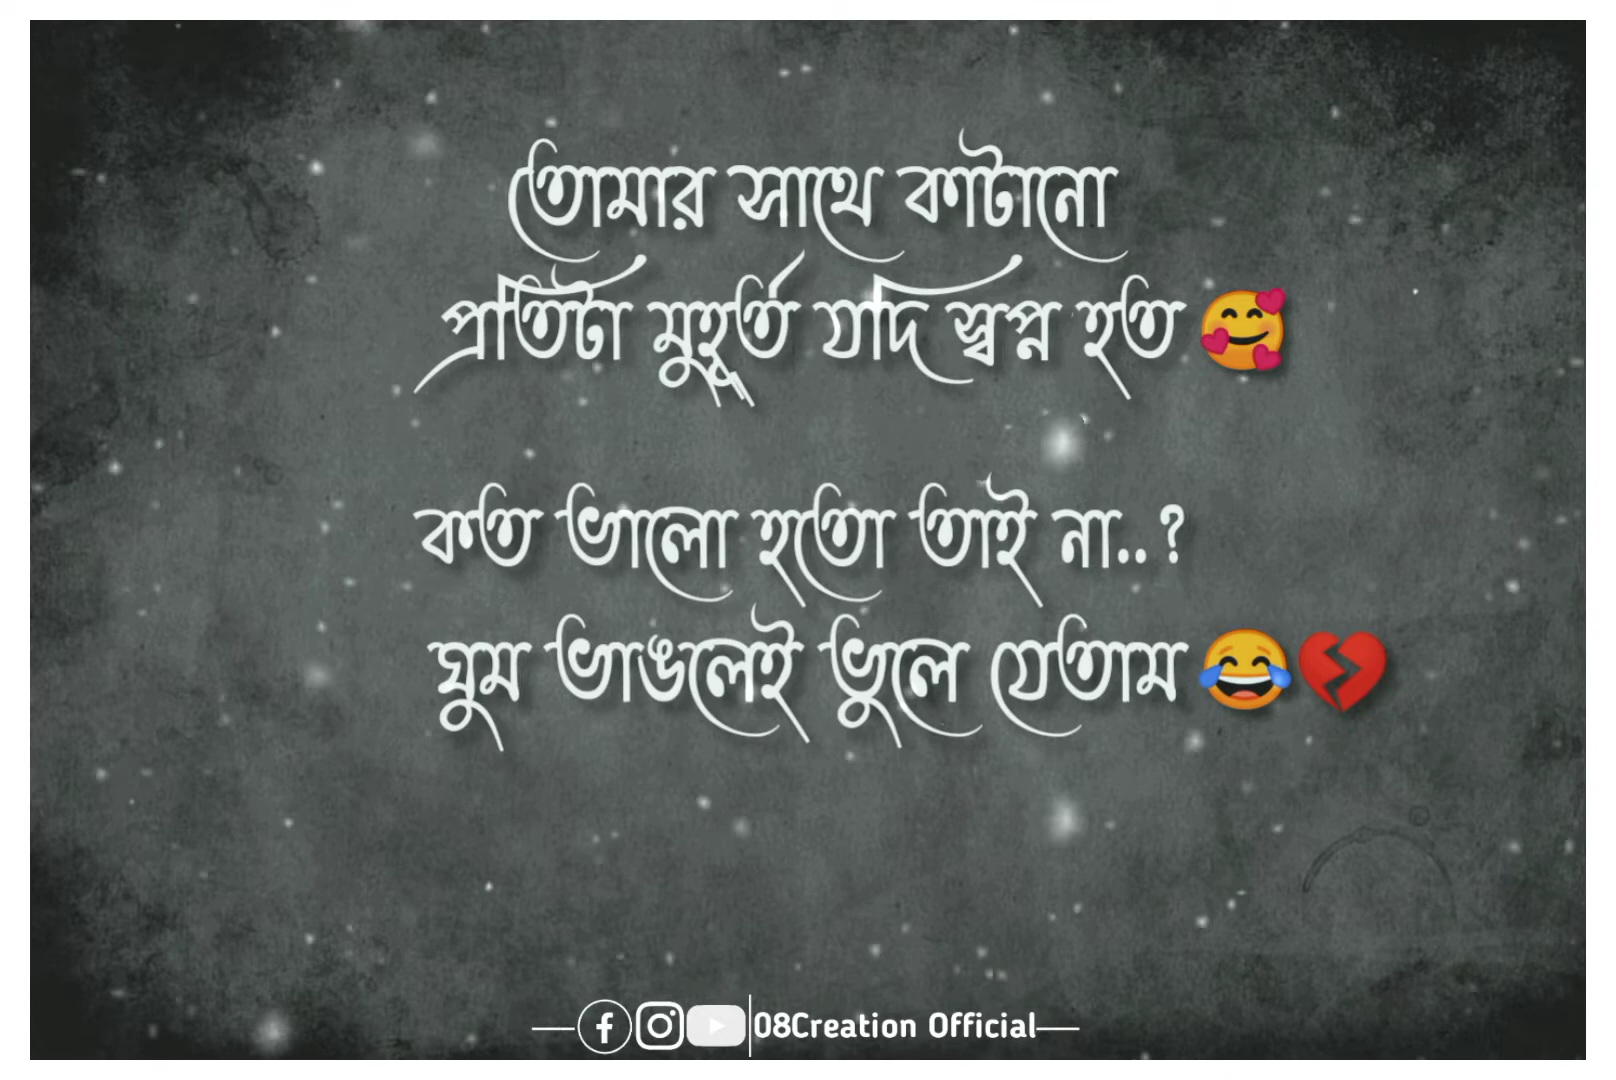 তোমার সাথে কাটানো
প্রতিটা মুহূর্ত যদি স্বপ্ন হত 🥰
কত ভালো হতো তাই না..?
ঘুম ভাঙলেই ভুলে যেতাম 😂💔
08Creation Official